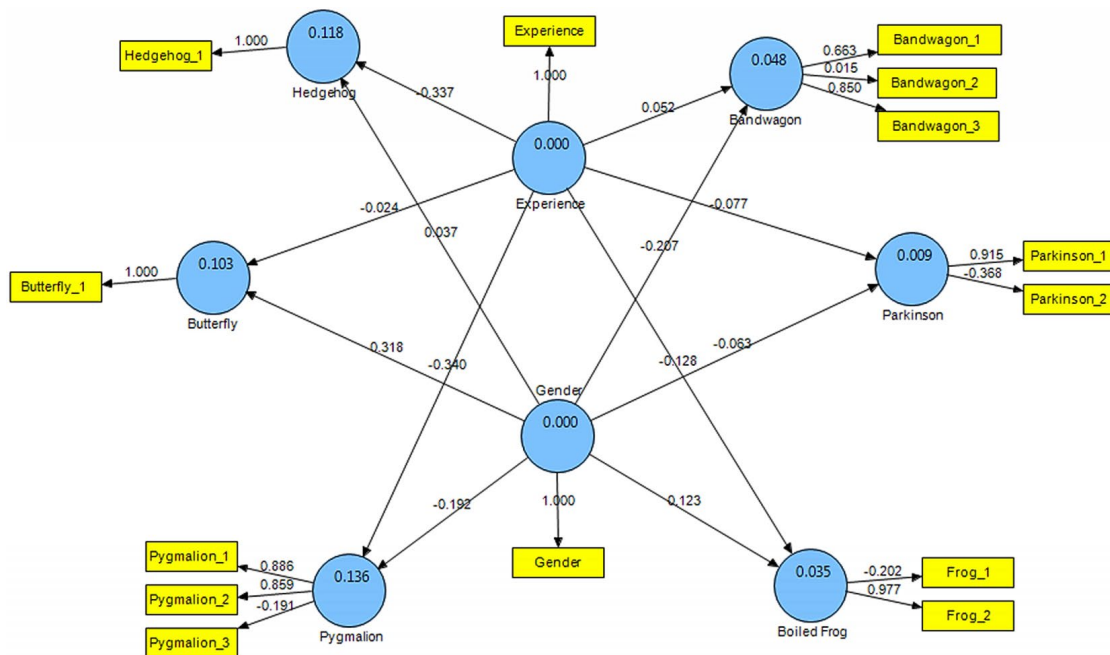 Hedgehog_1
1.000
0.118
Hedgehog
Experience
1.000
-0.337
0.052
0.048
Bandwagon
0.663
0.015
0.850
Bandwagon_1
Bandwagon_2
Bandwagon_3
0.000
Experience
-0.024
0.037
-0.207
-0.077
Butterfly_1
1.000
0.103
Butterfly
0.009
Parkinson
0.915
-0.368
Parkinson_1
Parkinson_2
0.318
-0.340
-0.128
-0.063
Gender
0.000
-0.192
1.000
0.123
Gender
Pygmalion_1
Pygmalion_2
Pygmalion_3
0.886
0.859
-0.191
0.136
Pygmalion
0.035
Boiled Frog
-0.202
0.977
Frog_1
Frog_2